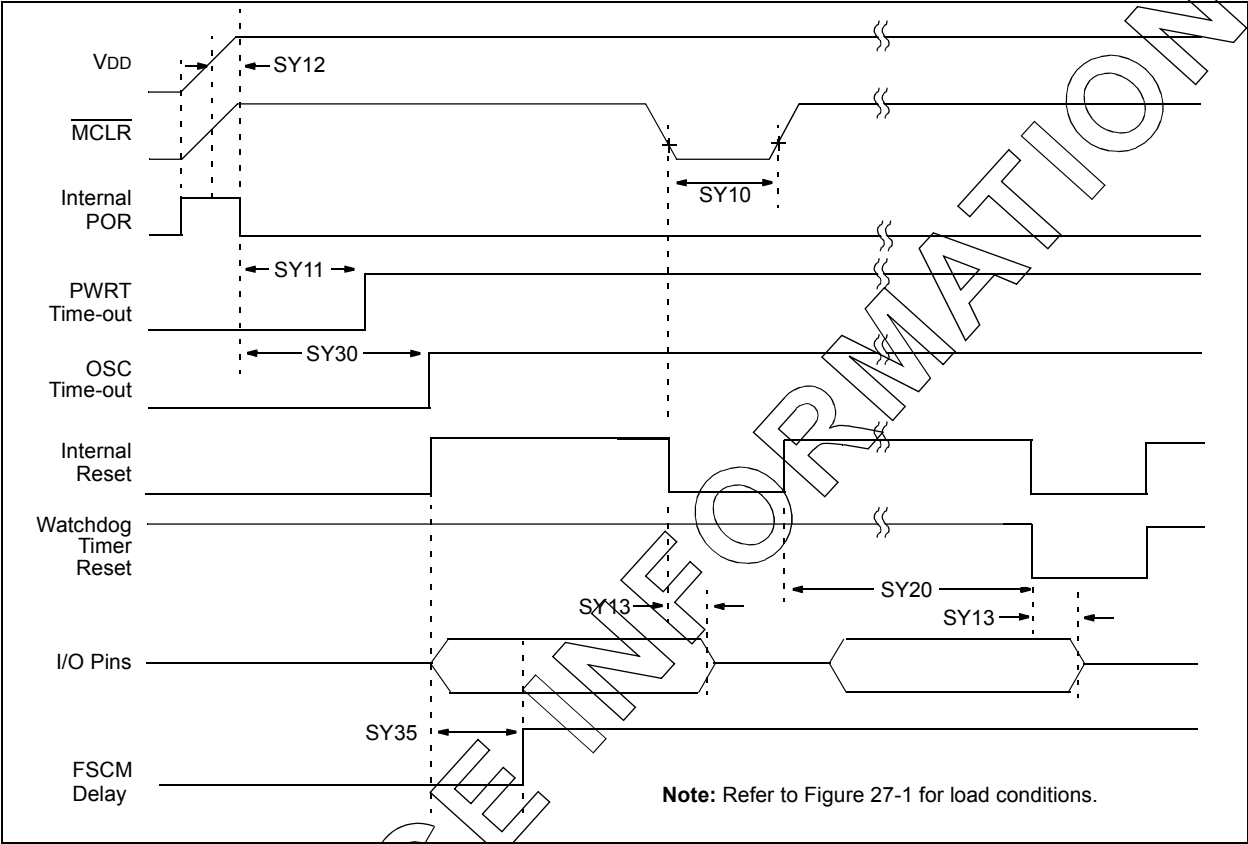 VDD
SY12
MCLR
SY10
Internal
POR
SY11
PWRT
Time-out
SY30
OSC
Time-out
Internal
Reset
Watchdog
Timer
Reset
SY20
SY13
SY13
I/O Pins
SY35
FSCM
Delay
Note: Refer to Figure 27-1 for load conditions.
CE INFORMATION